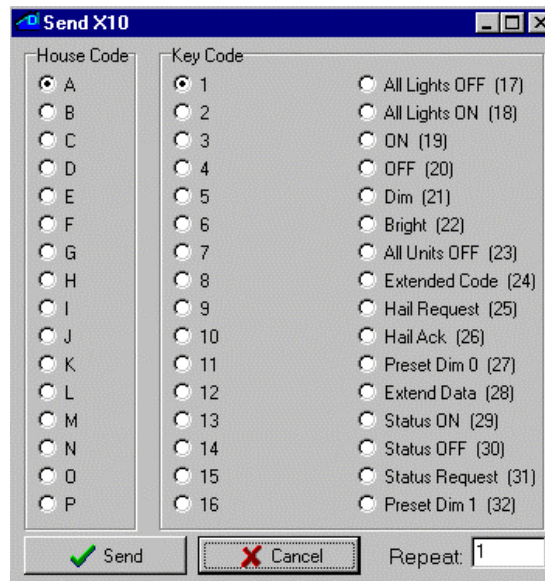 Send X10
House Code Key Code
A 1 All Lights OFF (17)
B 2 All Lights ON (18)
C 3 ON (19)
D 4 OFF (20)
E 5 Dim (21)
F 6 Bright (22)
G 7 All Units OFF (23)
H 8 Extended Code (24)
I 9 Hail Request (25)
J 10 Hail Ack (26)
K 11 Preset Dim 0 (27)
L 12 Extend Data (28)
M 13 Status ON (29)
N 14 Status OFF (30)
O 15 Status Request (31)
P 16 Preset Dim 1 (32)
Send Cancel Repeat: 1